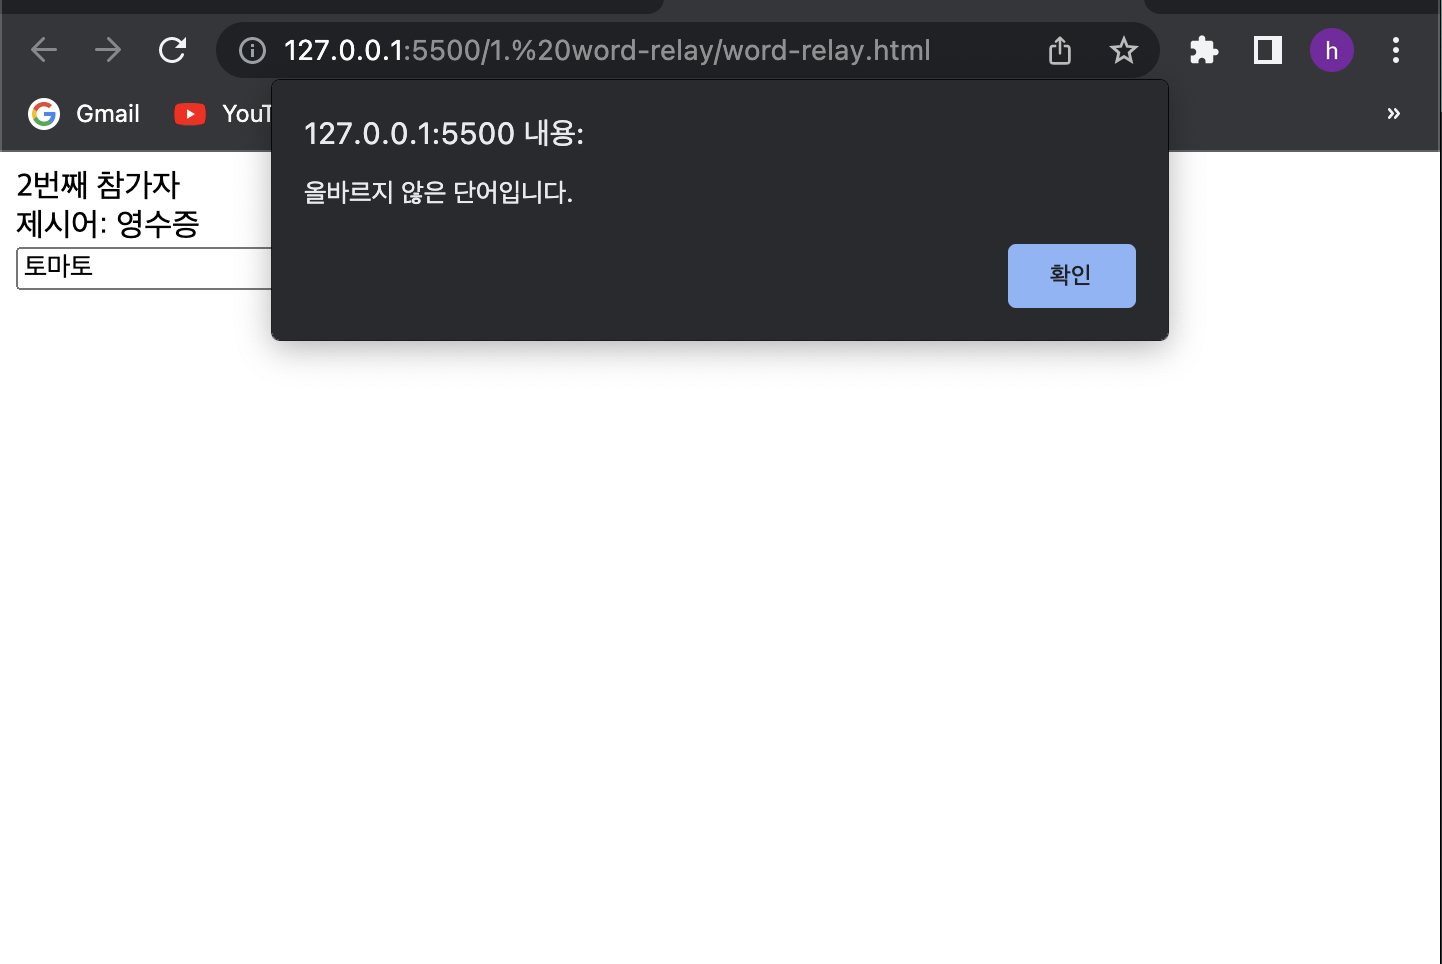 127.0.0.1:5500/1.%20word-relay/word-relay.html
h
Gmail
YouT
»
127.0.0.1:5500 내용:
올바르지 않은 단어입니다.
확인
2번째 참가자
제시어: 영수증
토마토